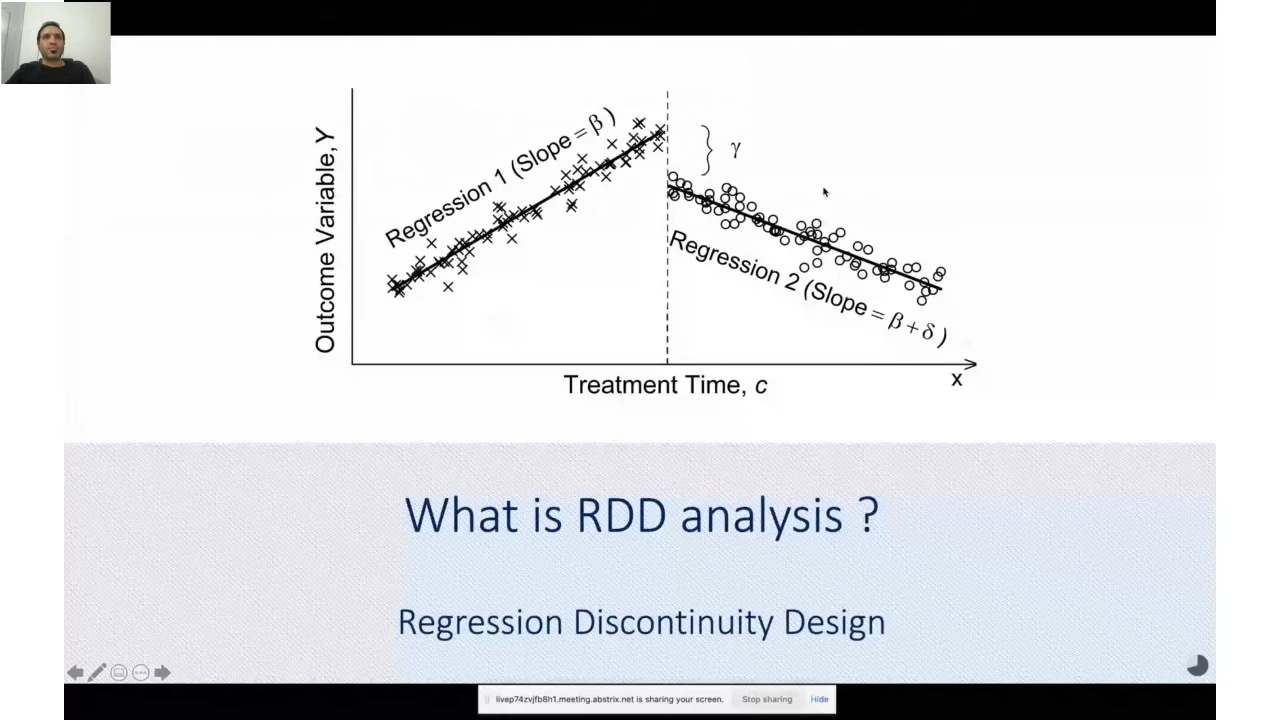 Outcome Variable, Y
Regression 1 (Slope = β )
γ
Regression 2 (Slope = β + δ )
x
Treatment Time, c
What is RDD analysis ?
Regression Discontinuity Design
livep74zvjfb8h1.meeting.abstrix.net is sharing your screen. Stop sharing Hide